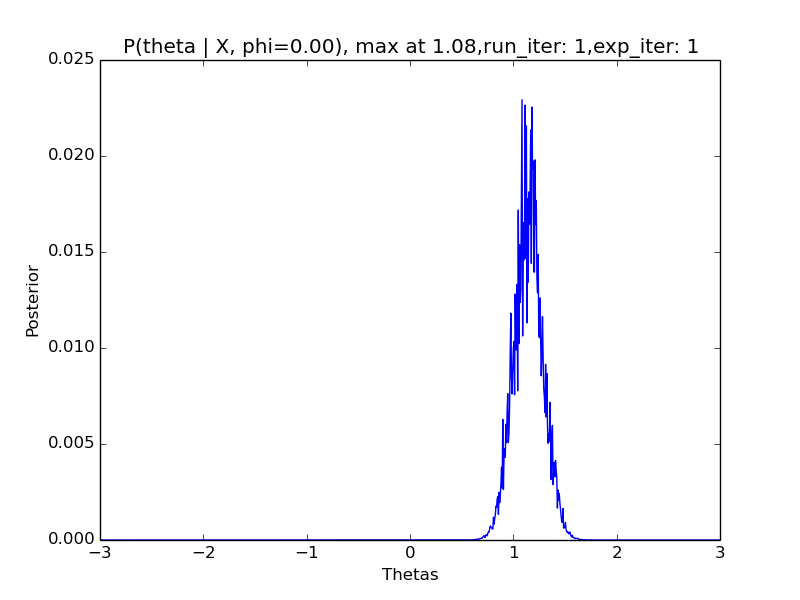 P(theta | X, phi=0.00), max at 1.08,run_iter: 1,exp_iter: 1
0.025
0.020
0.015
0.010
0.005
0.000
Posterior
−3 −2 −1 0 1 2 3
Thetas